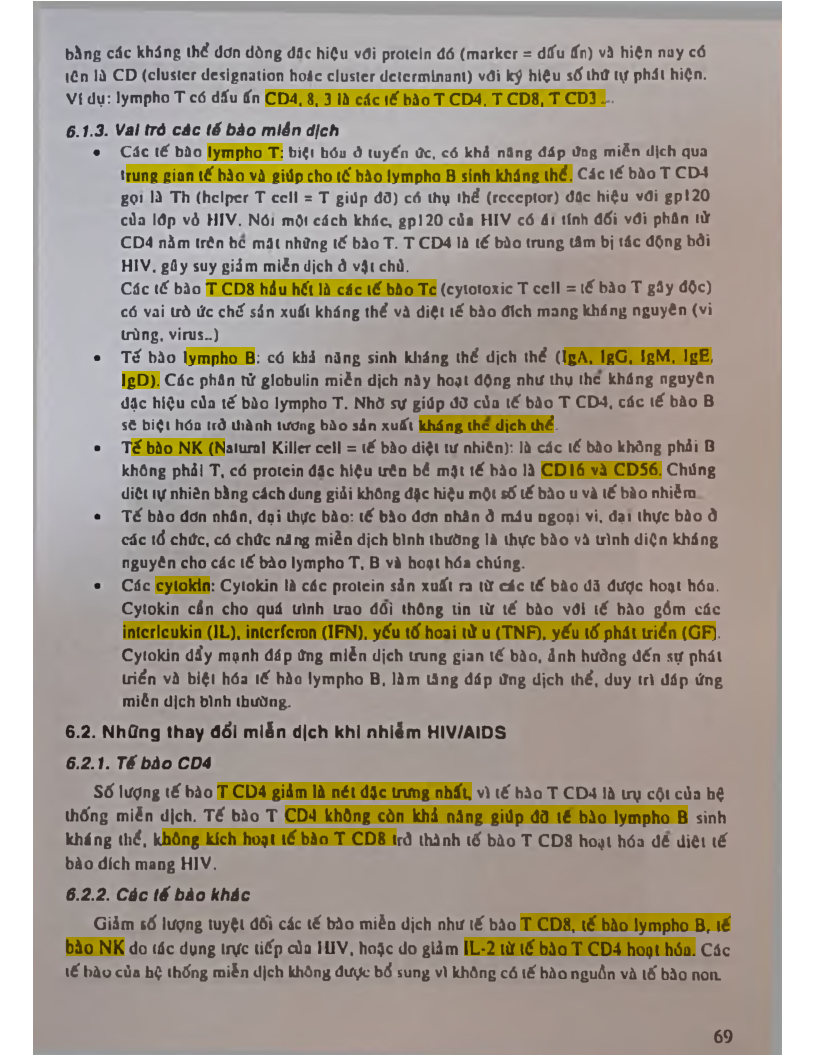 bằng các kháng thể đơn dòng đặc hiệu với protein đó (marker = dấu ấn) và hiện nay có
tên là CD (cluster designation hoặc cluster determinant) với ký hiệu số thứ tự phát hiện.
Ví dụ: lympho T có dấu ấn CD4, 8, 3 là các tế bào T CD4, T CD8, T CD3 ...
6.1.3. Vai trò các tế bào miễn dịch
• Các tế bào lympho T: biệt hóa ở tuyến ức, có khả năng đáp ứng miễn dịch qua
trung gian tế bào và giúp cho tế bào lympho B sinh kháng thể. Các tế bào T CD4
gọi là Th (helper T cell = T giúp đỡ) có thụ thể (receptor) đặc hiệu với gp120
của lớp vỏ HIV. Nói một cách khác, gp120 của HIV có ái tính đối với phân tử
CD4 nằm trên bề mặt những tế bào T. T CD4 là tế bào trung tâm bị tác động bởi
HIV, gây suy giảm miễn dịch ở vật chủ.
Các tế bào T CD8 hầu hết là các tế bào Tc (cytotoxic T cell = tế bào T gây độc)
có vai trò ức chế sản xuất kháng thể và diệt tế bào đích mang kháng nguyên (vi
trùng, virus..)
• Tế bào lympho B: có khả năng sinh kháng thể dịch thể (IgA, IgG, IgM, IgE,
IgD). Các phân tử globulin miễn dịch này hoạt động như thụ thể kháng nguyên
đặc hiệu của tế bào lympho T. Nhờ sự giúp đỡ của tế bào T CD4, các tế bào B
sẽ biệt hóa trở thành tương bào sản xuất kháng thể dịch thể.
• Tế bào NK (Natural Killer cell = tế bào diệt tự nhiên): là các tế bào không phải B
không phải T, có protein đặc hiệu trên bề mặt tế bào là CD16 và CD56. Chúng
diệt tự nhiên bằng cách dung giải không đặc hiệu một số tế bào u và tế bào nhiễm.
• Tế bào đơn nhân, đại thực bào: tế bào đơn nhân ở máu ngoại vi, đại thực bào ở
các tổ chức, có chức năng miễn dịch bình thường là thực bào và trình diện kháng
nguyên cho các tế bào lympho T, B và hoạt hóa chúng.
• Các cytokin: Cytokin là các protein sản xuất ra từ các tế bào đã được hoạt hóa.
Cytokin cần cho quá trình trao đổi thông tin từ tế bào với tế bào gồm các
interleukin (IL), interferon (IFN), yếu tố hoại tử u (TNF), yếu tố phát triển (GF).
Cytokin đẩy mạnh đáp ứng miễn dịch trung gian tế bào, ảnh hưởng đến sự phát
triển và biệt hóa tế bào lympho B, làm tăng đáp ứng dịch thể, duy trì đáp ứng
miễn dịch bình thường.
6.2. Những thay đổi miễn dịch khi nhiễm HIV/AIDS
6.2.1. Tế bào CD4
Số lượng tế bào T CD4 giảm là nét đặc trưng nhất, vì tế bào T CD4 là trụ cột của hệ
thống miễn dịch. Tế bào T CD4 không còn khả năng giúp đỡ tế bào lympho B sinh
kháng thể, không kích hoạt tế bào T CD8 trở thành tế bào T CD8 hoạt hóa để diệt tế
bào đích mang HIV.
6.2.2. Các tế bào khác
Giảm số lượng tuyệt đối các tế bào miễn dịch như tế bào T CD8, tế bào lympho B, tế
bào NK do tác dụng trực tiếp của HIV, hoặc do giảm IL-2 từ tế bào T CD4 hoạt hóa. Các
tế bào của hệ thống miễn dịch không được bổ sung vì không có tế bào nguồn và tế bào non.
69